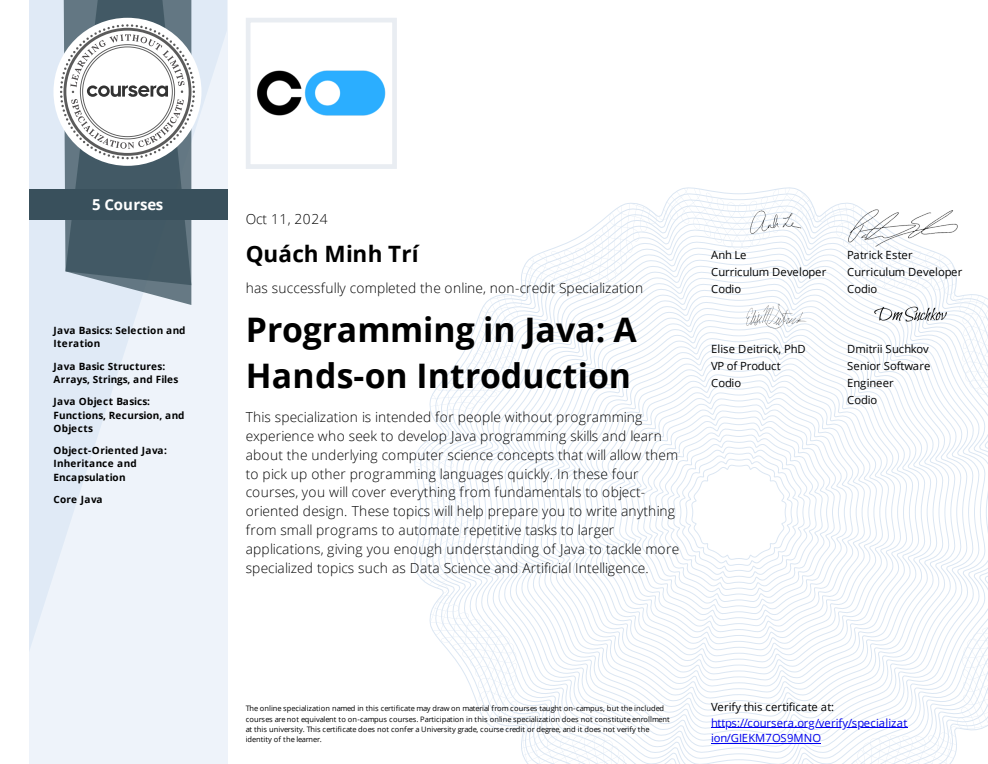 LEARNING WITHOUT LIMITS
coursera
SPECIALIZATION CERTIFICATE
5 Courses
Java Basics: Selection and
Iteration
Java Basic Structures:
Arrays, Strings, and Files
Java Object Basics:
Functions, Recursion, and
Objects
Object-Oriented Java:
Inheritance and
Encapsulation
Core Java
CO
Oct 11, 2024
Quách Minh Trí
has successfully completed the online, non-credit Specialization
Programming in Java: A
Hands-on Introduction
This specialization is intended for people without programming
experience who seek to develop Java programming skills and learn
about the underlying computer science concepts that will allow them
to pick up other programming languages quickly. In these four
courses, you will cover everything from fundamentals to object-
oriented design. These topics will help prepare you to write anything
from small programs to automate repetitive tasks to larger
applications, giving you enough understanding of Java to tackle more
specialized topics such as Data Science and Artificial Intelligence.
Anh Le
Anh Le
Curriculum Developer
Codio
Patrick Ester
Curriculum Developer
Codio
Elise Deitrick, PhD
VP of Product
Codio
Dm Suchkov
Dmitrii Suchkov
Senior Software
Engineer
Codio
The online specialization named in this certificate may draw on material from courses taught on-campus, but the included
courses are not equivalent to on-campus courses. Participation in this online specialization does not constitute enrollment
at this university. This certificate does not confer a University grade, course credit or degree, and it does not verify the
identity of the learner.
Verify this certificate at:
https://coursera.org/verify/specializat
ion/GIEKM7OS9MNO